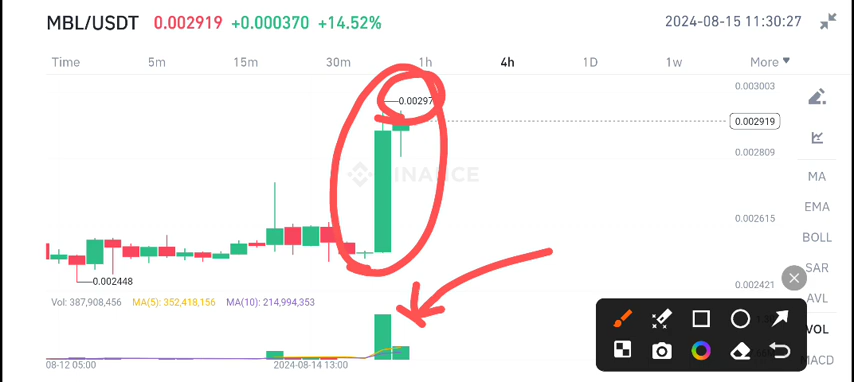 MBL/USDT 0.002919 +0.000370 +14.52% 2024-08-15 11:30:27
Time 5m 15m 30m 1h 4h 1D 1w More
0.003003
0.00297
0.002919
0.002809
BINANCE
MA
EMA
0.002615
BOLL
SAR
0.002448
0.002421
AVL
Vol: 387,908,456 MA(5): 352,418,156 MA(10): 214,994,353
VOL
MACD
08-12 05:00 2024-08-14 13:00